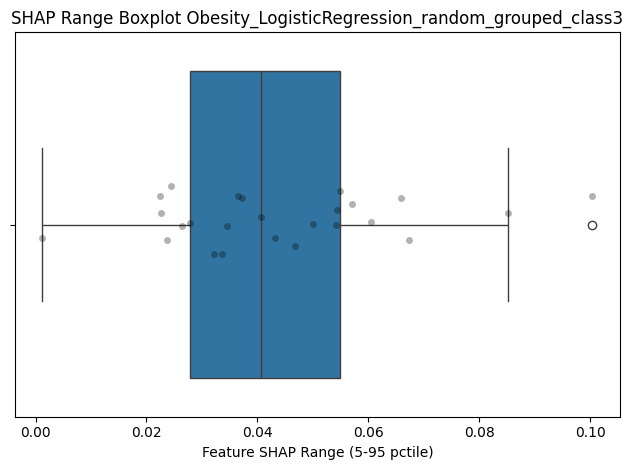 SHAP Range Boxplot Obesity_LogisticRegression_random_grouped_class3
0.00 0.02 0.04 0.06 0.08 0.10
Feature SHAP Range (5-95 pctile)